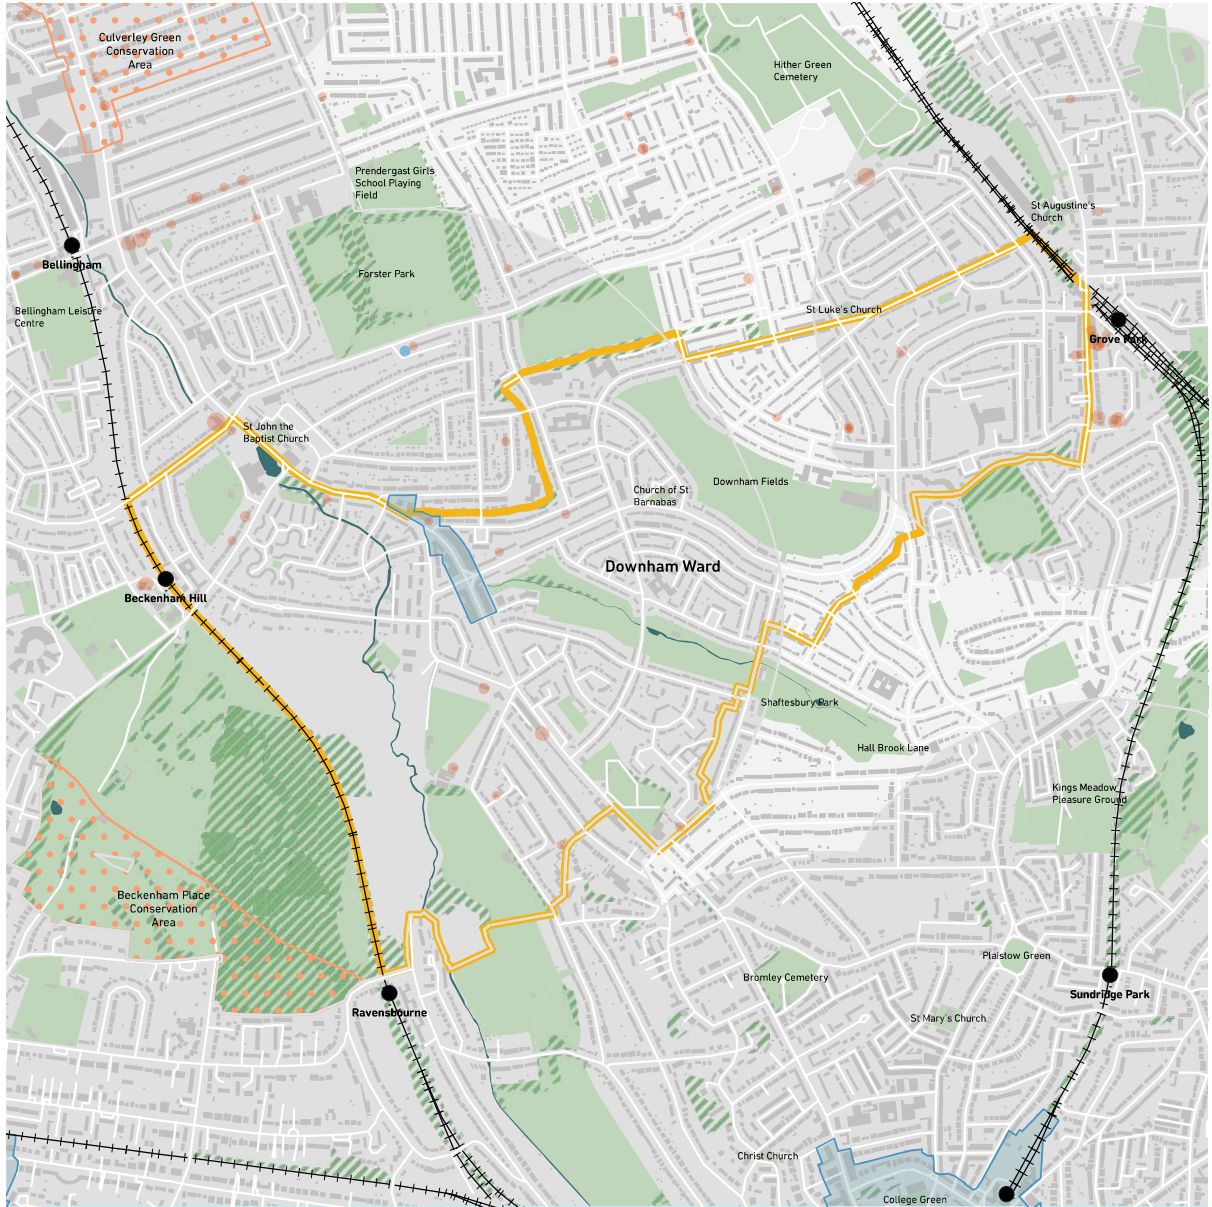 Culverley Green
Conservation
Area
Hither Green
Cemetery
Prendergast Girls
School Playing
Field
St Augustine's
Church
Bellingham
Forster Park
Bellingham Leisure
Centre
St Luke's Church
Grove Park
St John the
Baptist Church
Downham Fields
Church of St
Barnabas
Downham Ward
Beckenham Hill
Shaftesbury Park
Hall Brook Lane
Kings Meadow
Pleasure Ground
Beckenham Place
Conservation
Area
Plaistow Green
Bromley Cemetery
Sundridge Park
Ravensbourne
St Mary's Church
Christ Church
College Green